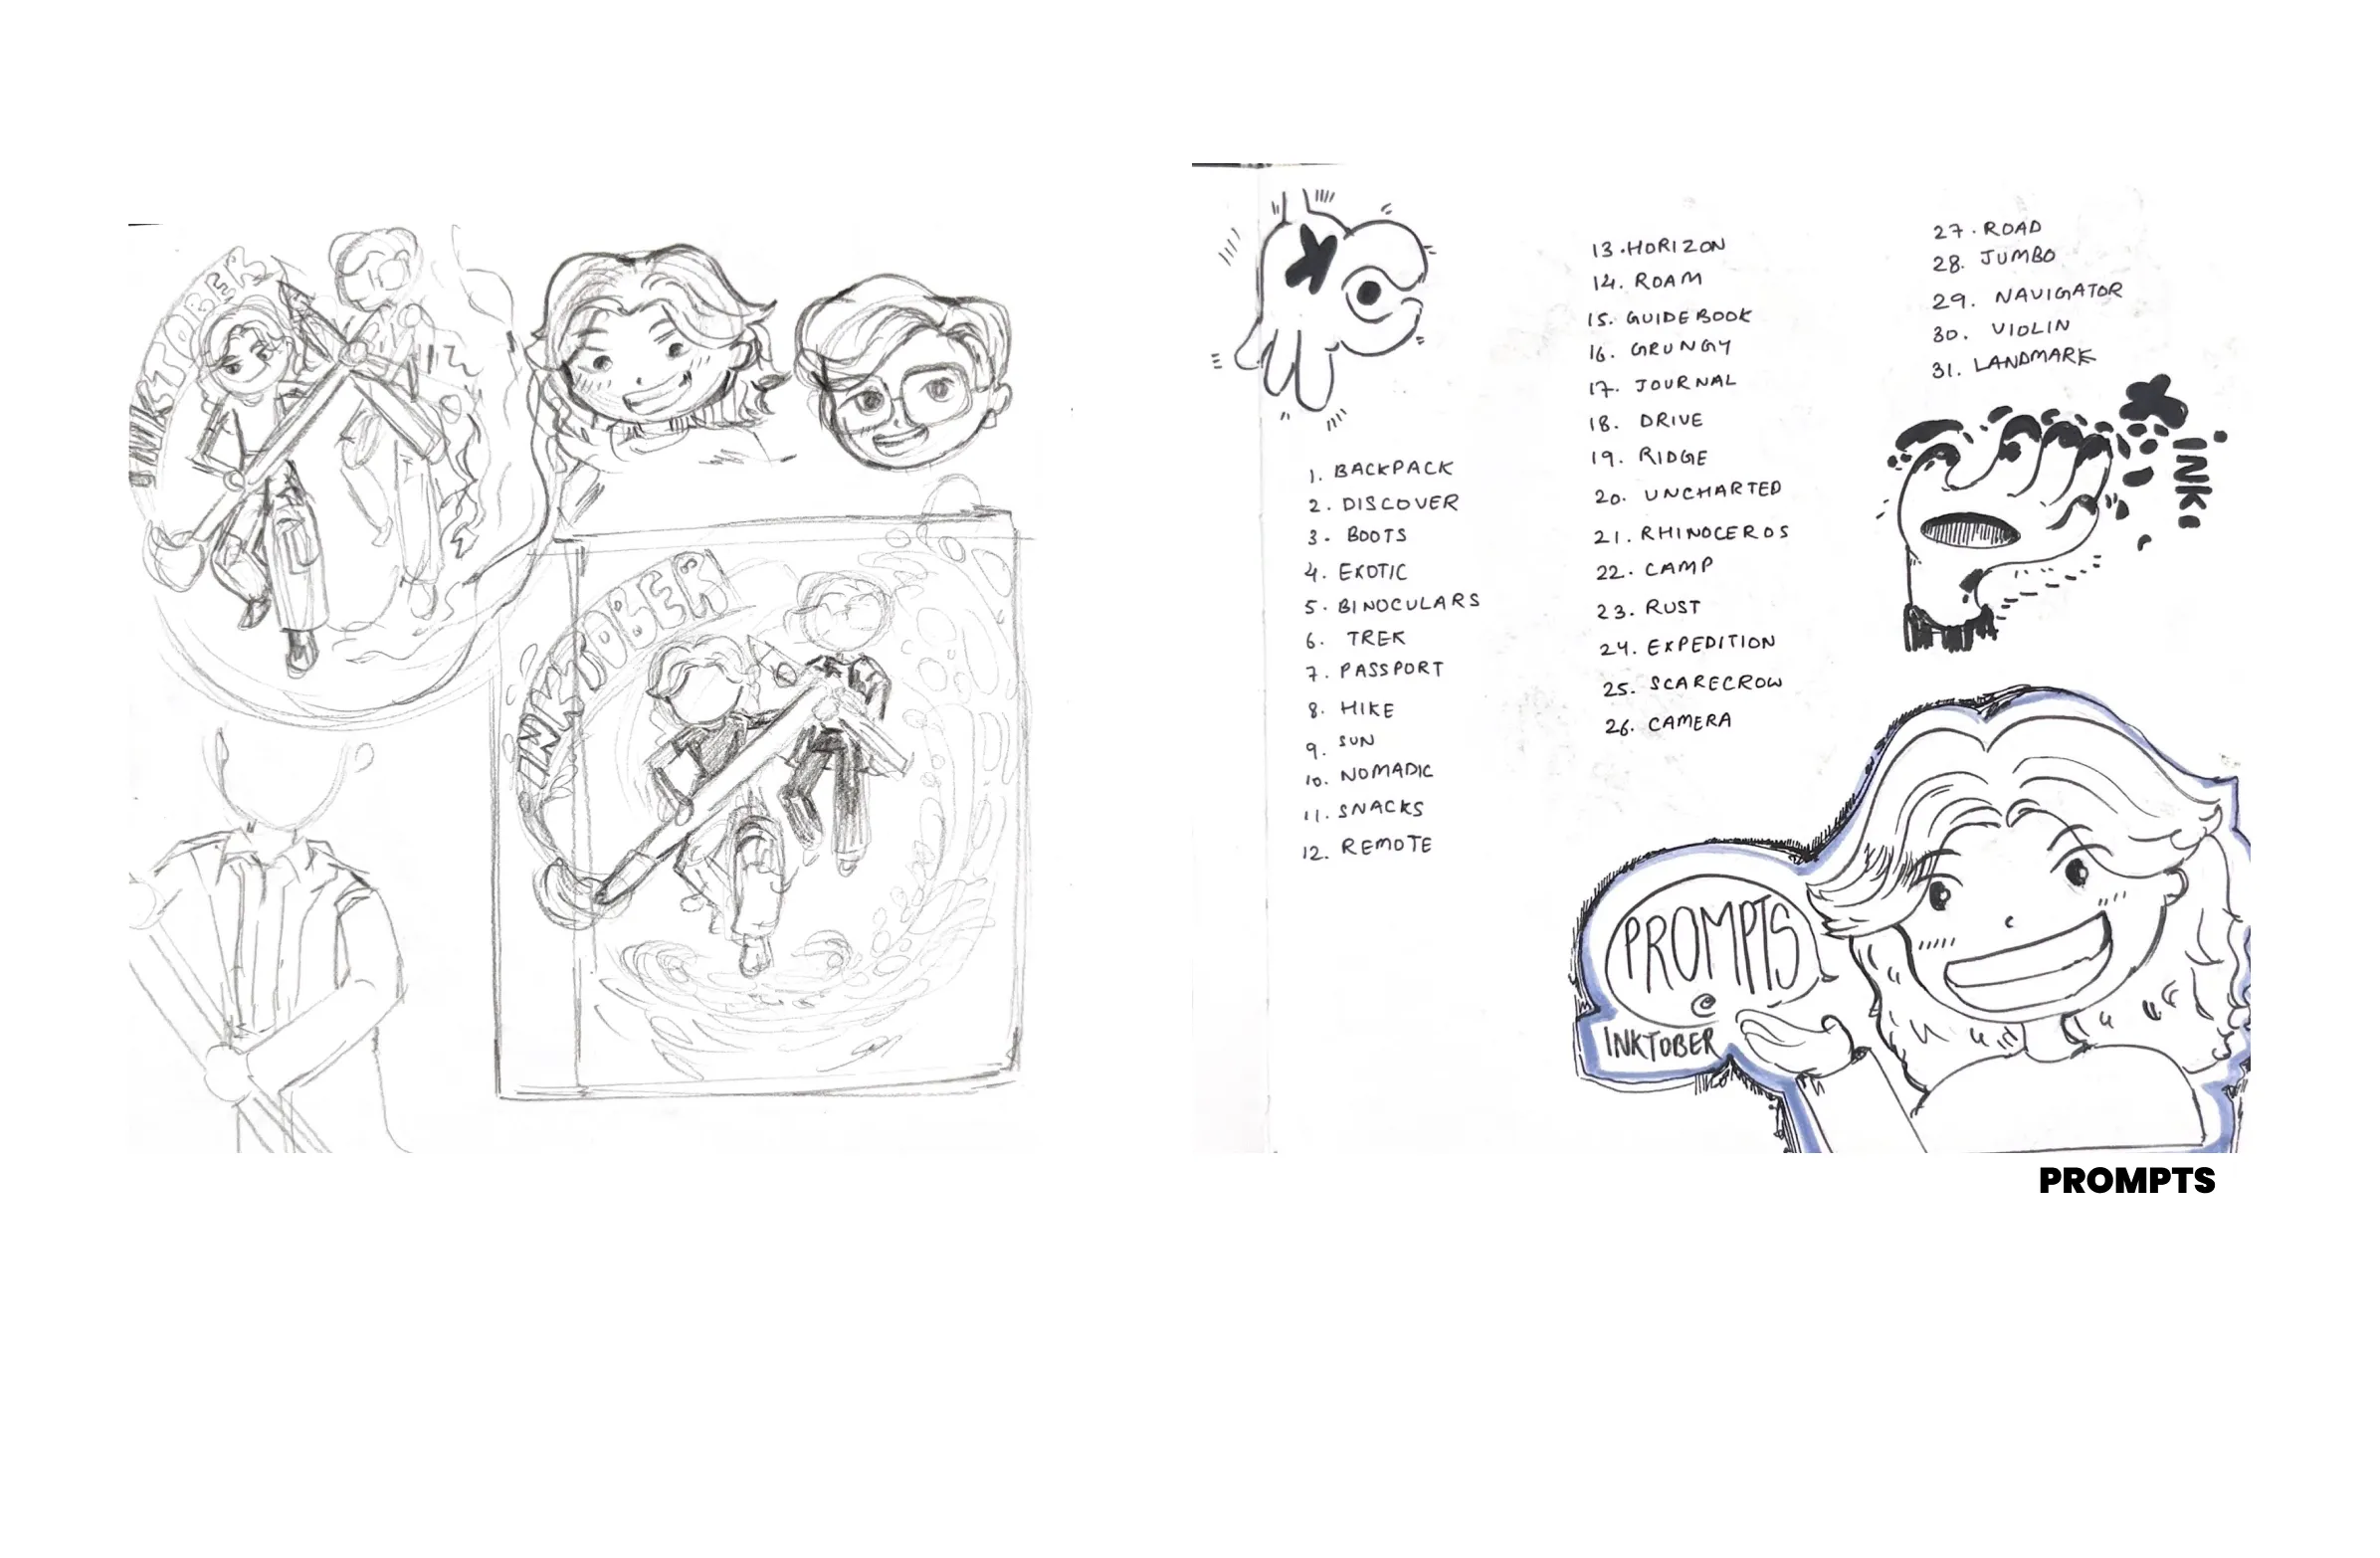 INKTOBER
INKTOBER
1. BACKPACK
2. DISCOVER
3. BOOTS
4. EXOTIC
5. BINOCULARS
6. TREK
7. PASSPORT
8. HIKE
9. SUN
10. NOMADIC
11. SNACKS
12. REMOTE
13. HORIZON
14. ROAM
15. GUIDEBOOK
16. GRUNGY
17. JOURNAL
18. DRIVE
19. RIDGE
20. UNCHARTED
21. RHINOCEROS
22. CAMP
23. RUST
24. EXPEDITION
25. SCARECROW
26. CAMERA
27. ROAD
28. JUMBO
29. NAVIGATOR
30. VIOLIN
31. LANDMARK
INK
PROMPTS
@
INKTOBER
PROMPTS